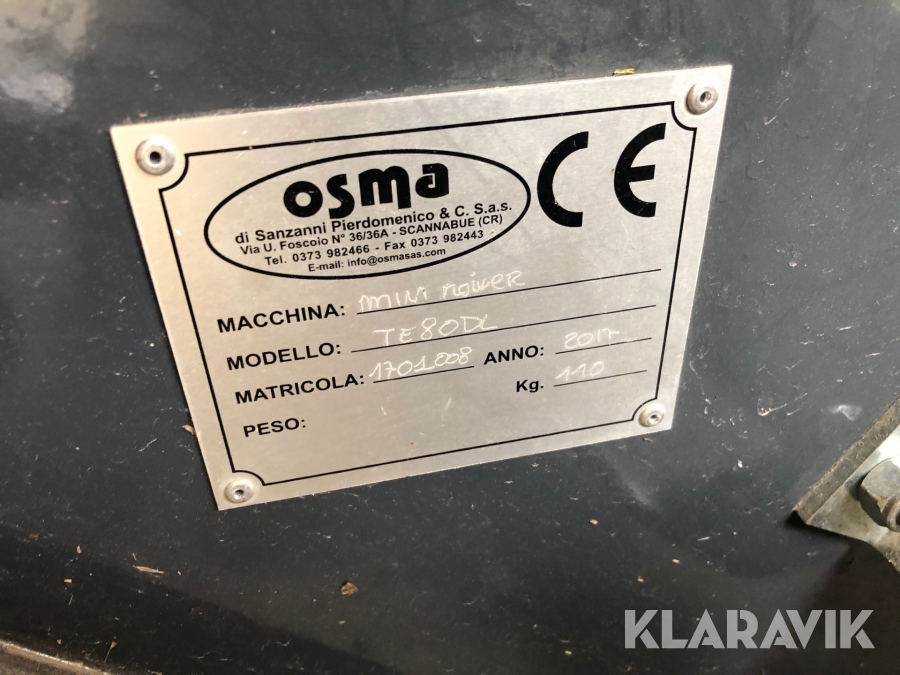 osma
di Sanzanni Pierdomenico & C. S.a.s.
Via U. Foscolo N° 36/36A - SCANNABUE (CR)
Tel. 0373 982466 - Fax 0373 982443
E-mail: info@osmasas.com
CE
MACCHINA: MINI
MODELLO: TE80DL
MATRICOLA: 1701008 ANNO: 2017
PESO: Kg. 110
KLARAVIK